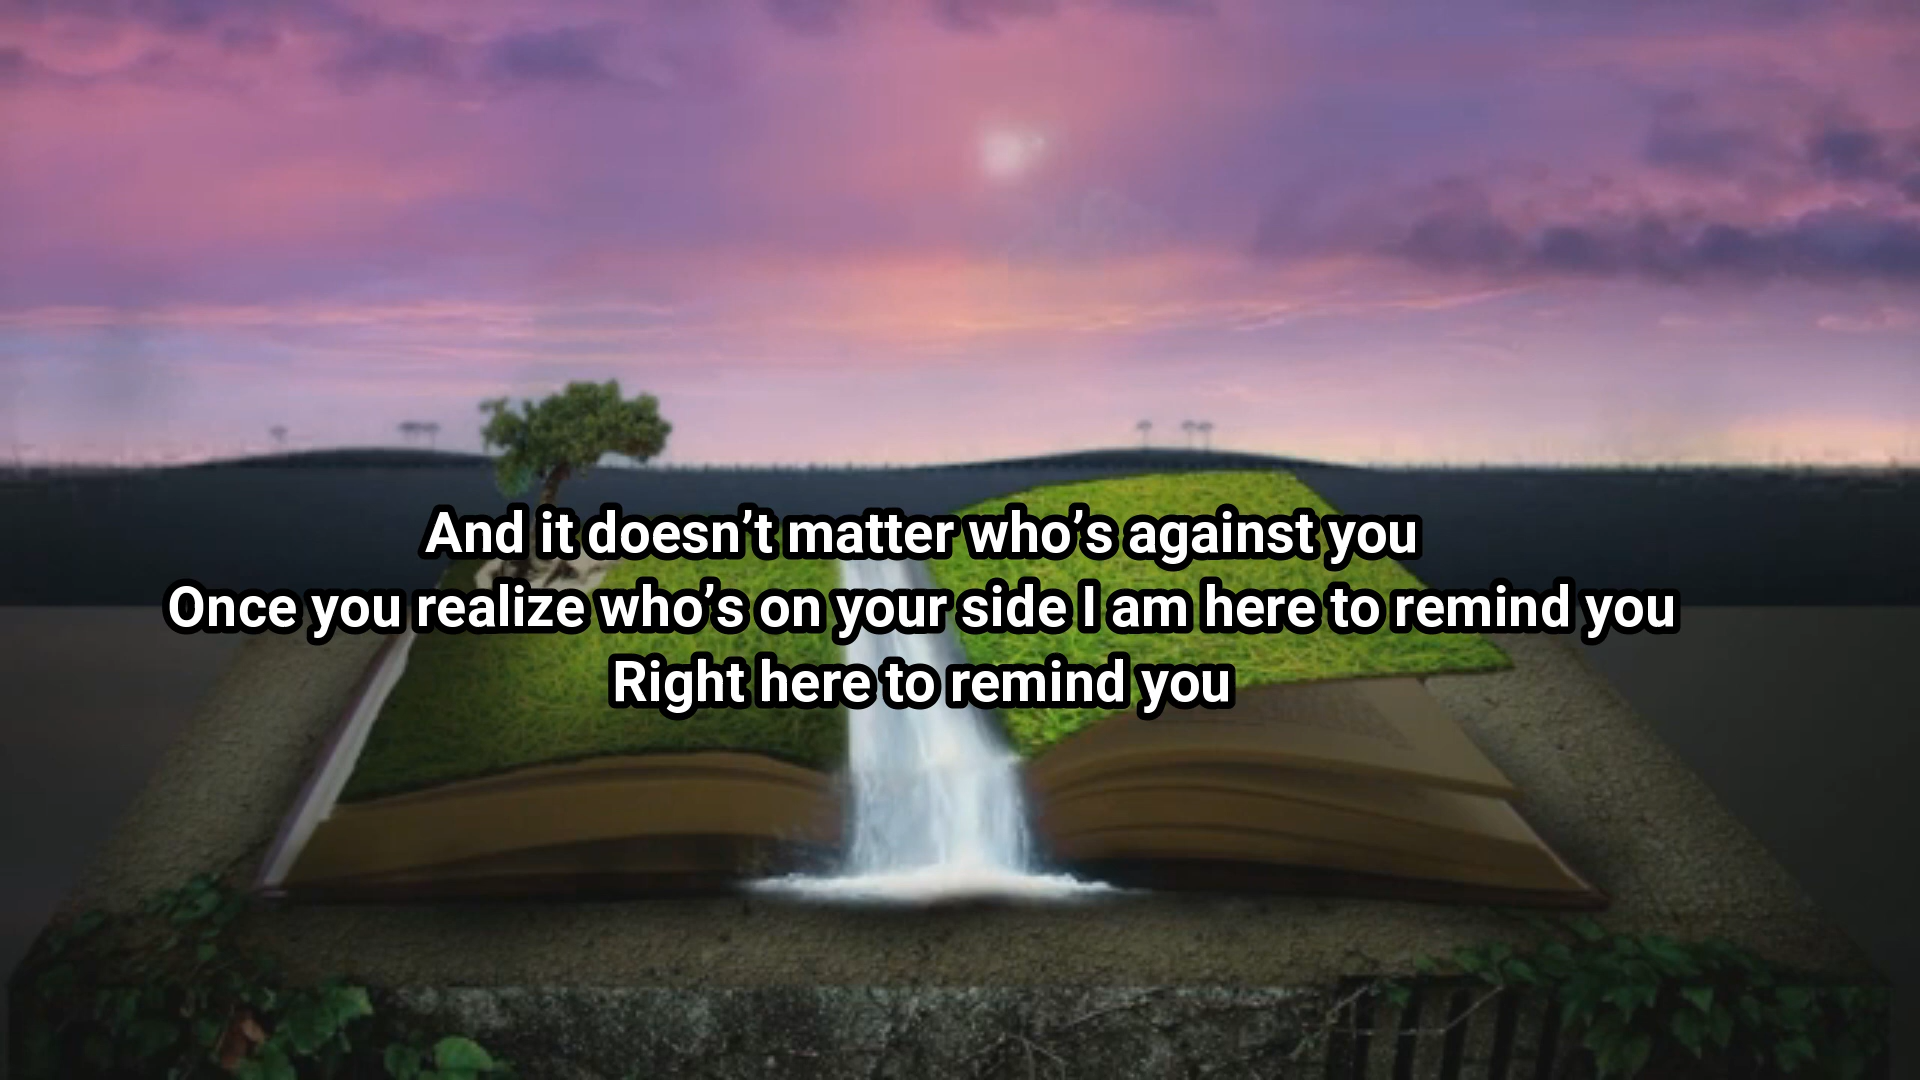 And it doesn’t matter who’s against you
Once you realize who’s on your side I am here to remind you
Right here to remind you